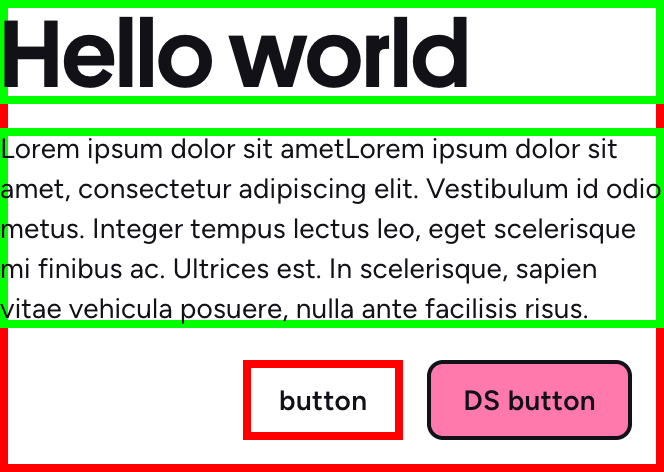 Hello world
Lorem ipsum dolor sit ametLorem ipsum dolor sit
amet, consectetur adipiscing elit. Vestibulum id odio
metus. Integer tempus lectus leo, eget scelerisque
mi finibus ac. Ultrices est. In scelerisque, sapien
vitae vehicula posuere, nulla ante facilisis risus.
button DS button